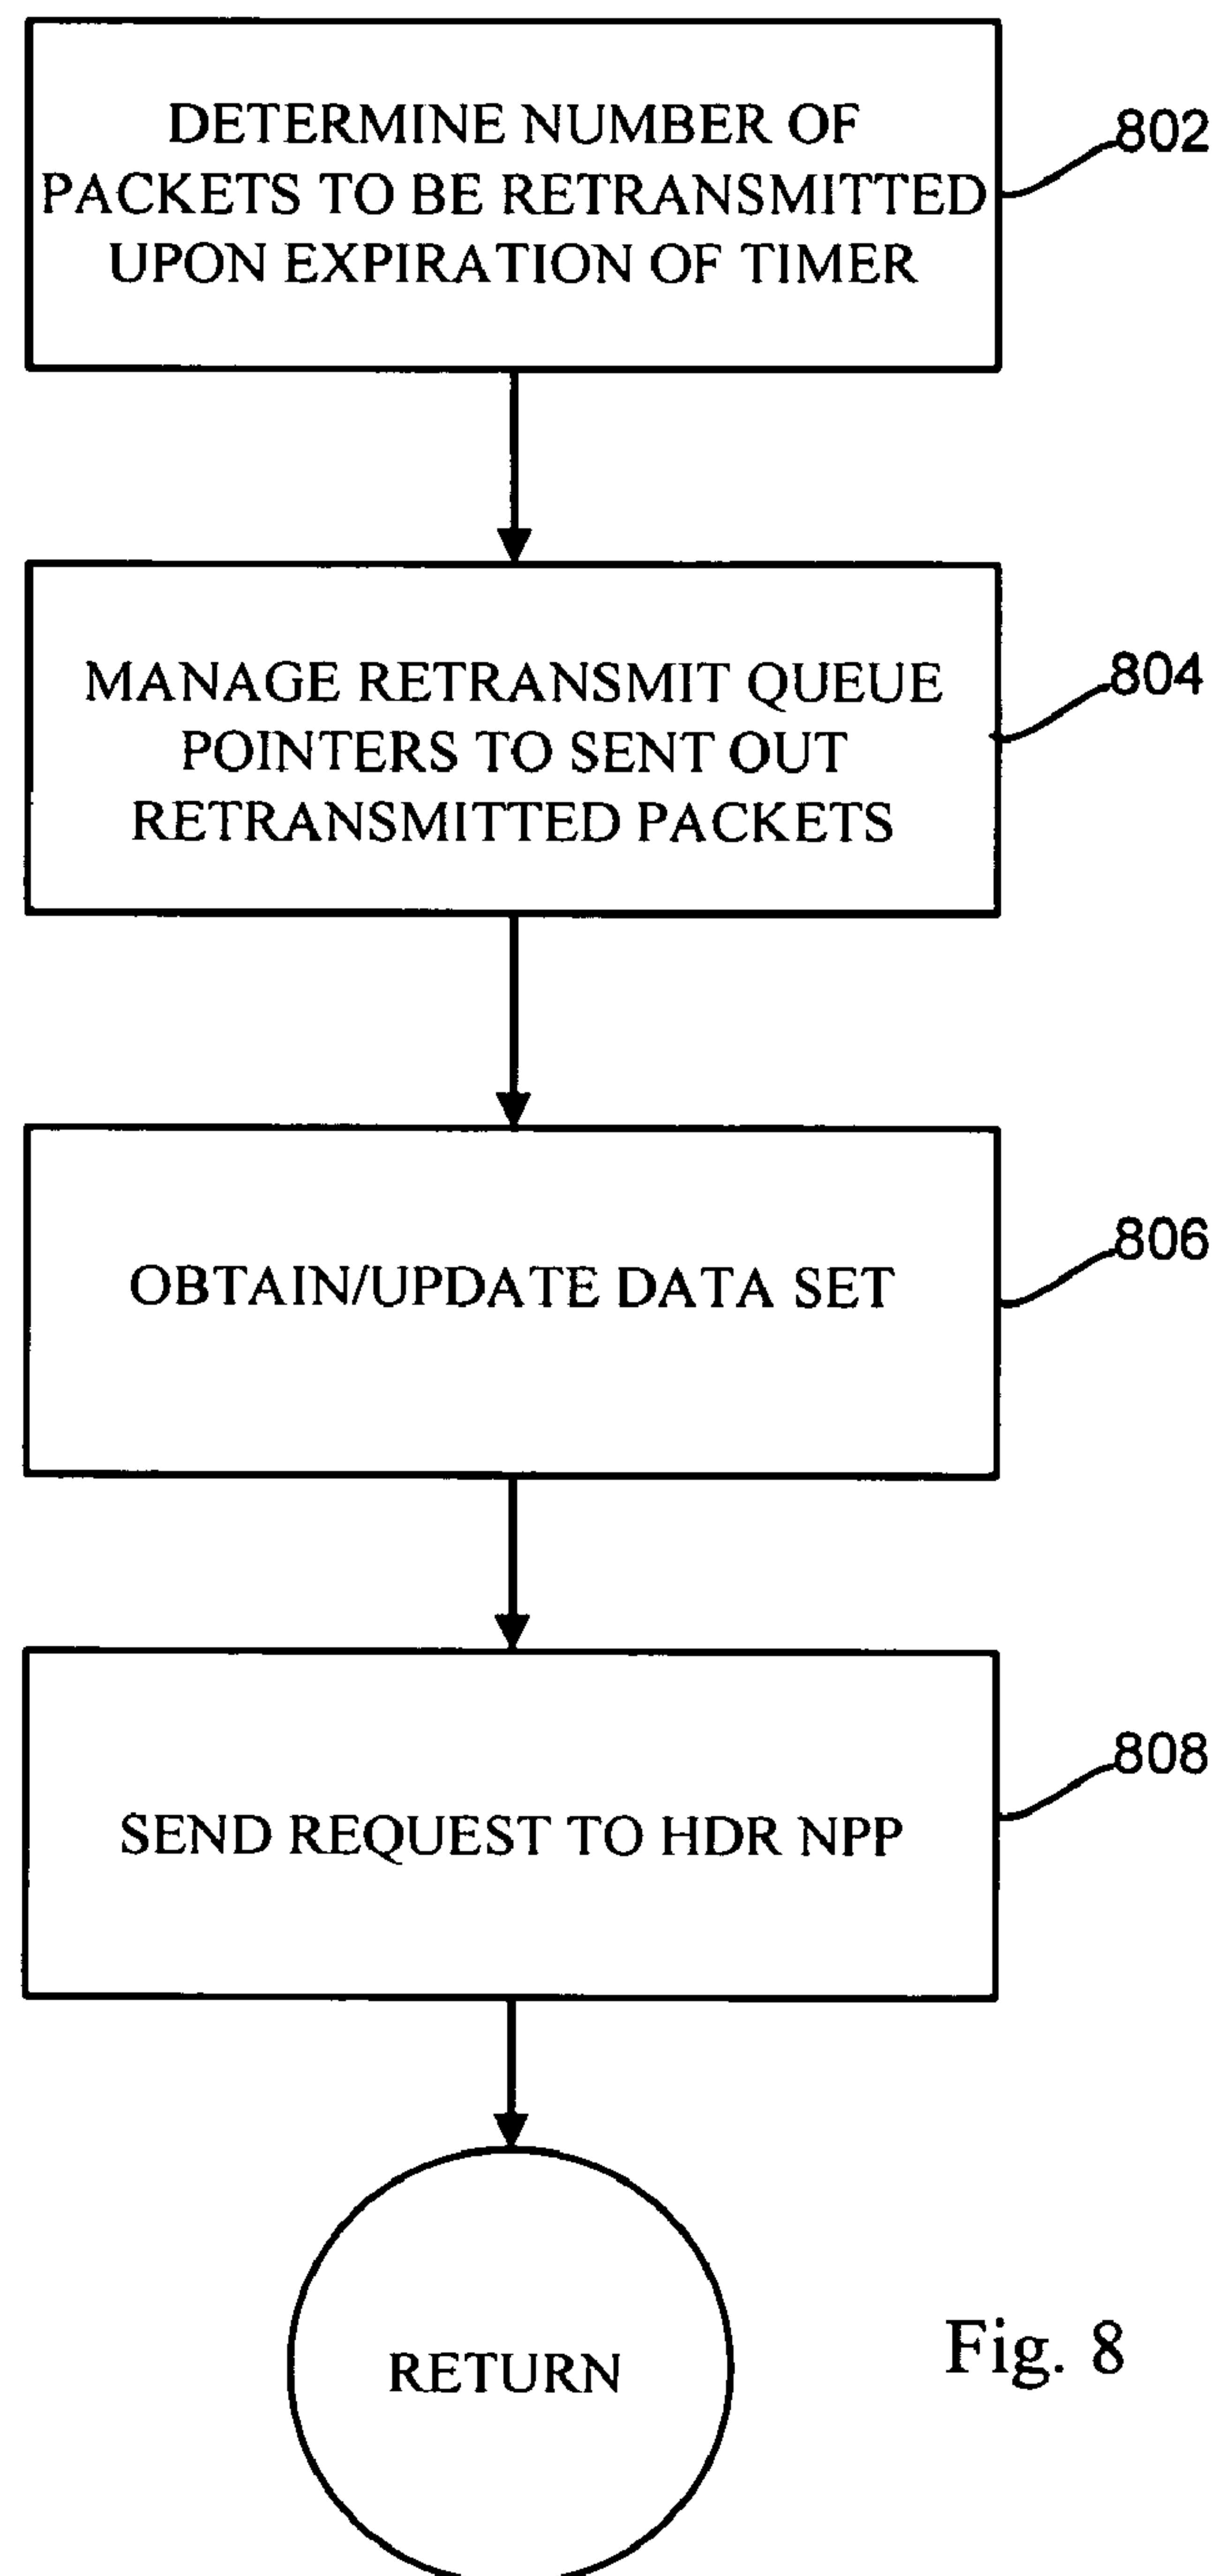 DETERMINE NUMBER OF
PACKETS TO BE RETRANSMITTED
UPON EXPIRATION OF TIMER
802
MANAGE RETRANSMIT QUEUE
POINTERS TO SENT OUT
RETRANSMITTED PACKETS
804
OBTAIN/UPDATE DATA SET
806
SEND REQUEST TO HDR NPP
808
RETURN
Fig. 8